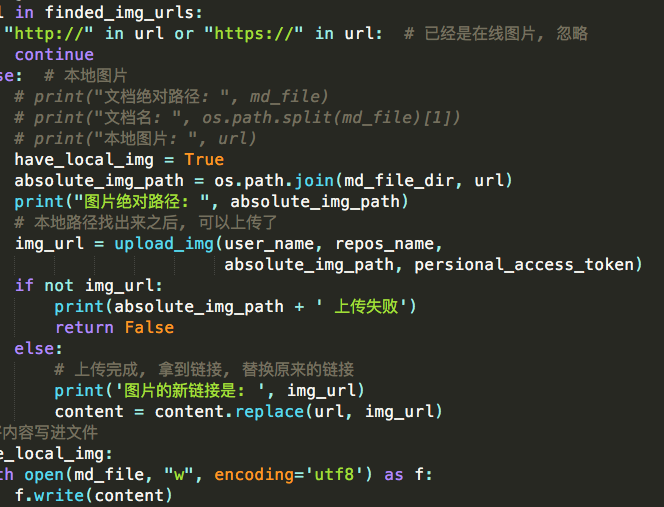 l in finded_img_urls:
"http://" in url or "https://" in url:  # 已经是在线图片, 忽略
continue
se:  # 本地图片
# print("文档绝对路径: ", md_file)
# print("文档名: ", os.path.split(md_file)[1])
# print("本地图片: ", url)
have_local_img = True
absolute_img_path = os.path.join(md_file_dir, url)
print("图片绝对路径: ", absolute_img_path)
# 本地路径找出来之后, 可以上传了
img_url = upload_img(user_name, repos_name,
absolute_img_path, persional_access_token)
if not img_url:
print(absolute_img_path + ' 上传失败')
return False
else:
# 上传完成, 拿到链接, 替换原来的链接
print('图片的新链接是: ', img_url)
content = content.replace(url, img_url)
内容写进文件
e_local_img:
th open(md_file, "w", encoding='utf8') as f:
f.write(content)